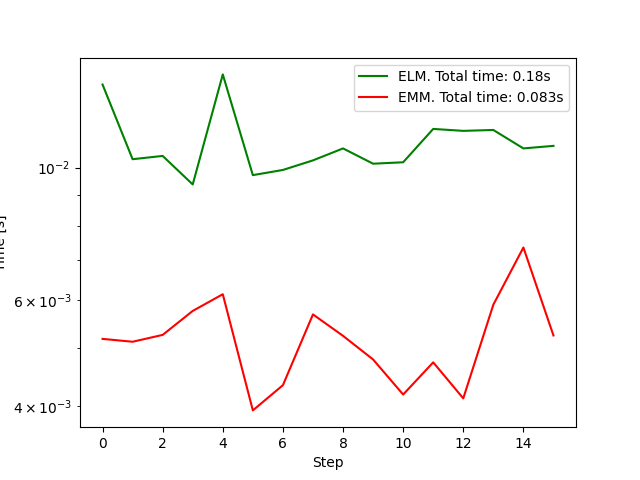 ELM. Total time: 0.18s
EMM. Total time: 0.083s
10⁻²
6 × 10⁻³
4 × 10⁻³
0 2 4 6 8 10 12 14
Step